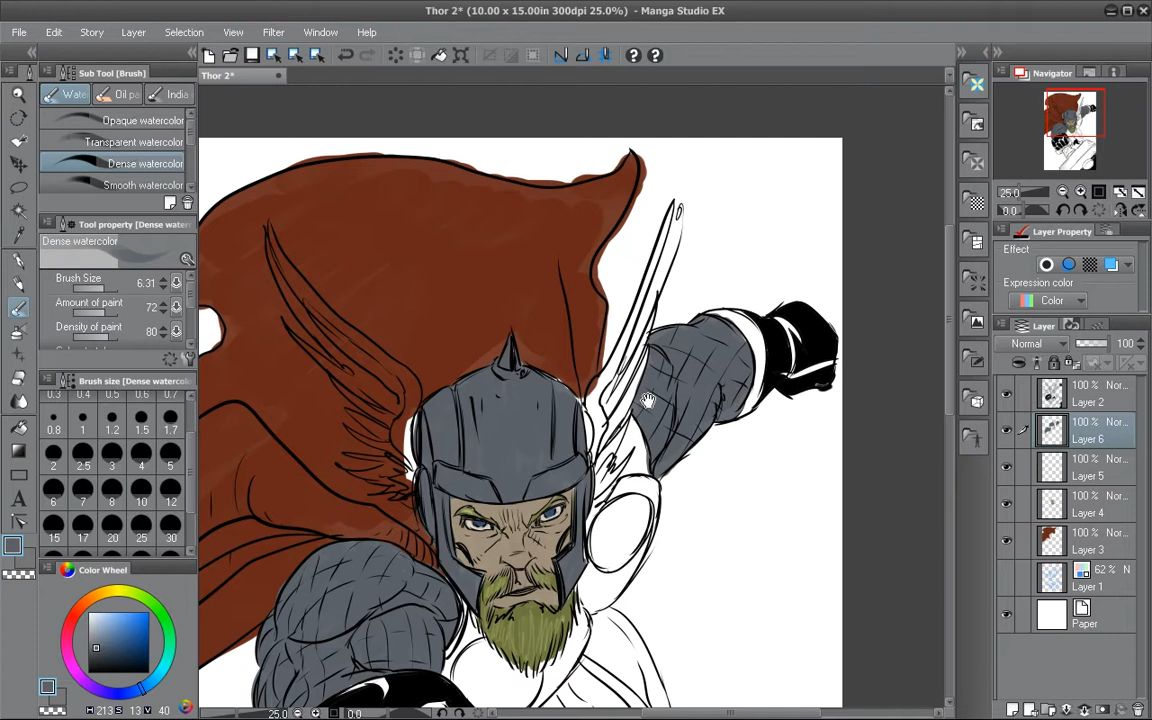 Thor 2* (10.00 x 15.00in 300dpi 25.0%) - Manga Studio EX
File Edit Story Layer Selection View Filter Window Help
Sub Tool [Brush]
Thor 2*
Oil pa
India
Opaque watercolor
Transparent watercolor
Dense watercolor
Smooth watercolor
Tool property [Dense water
Dense watercolor
Brush Size 6.31
Amount of paint 72
Density of paint 80
Brush size [Dense watercolor
0.3 0.4 0.5 0.6 0.7
0.8 1 1.2 1.5 1.7
2 2.5 3 4 5
6 7 8 10 12
15 17 20 25 30
Color Wheel
H 213 S 13 V 40
25.0 0.0
Navigator
25.0
0.0
Layer Property
Effect
Expression color
Color
Layer
Normal 100
100 % Nor...
Layer 2
100 % Nor...
Layer 6
100 % Nor...
Layer 5
100 % Nor...
Layer 4
100 % Nor...
Layer 3
62 % N
Layer 1
Paper